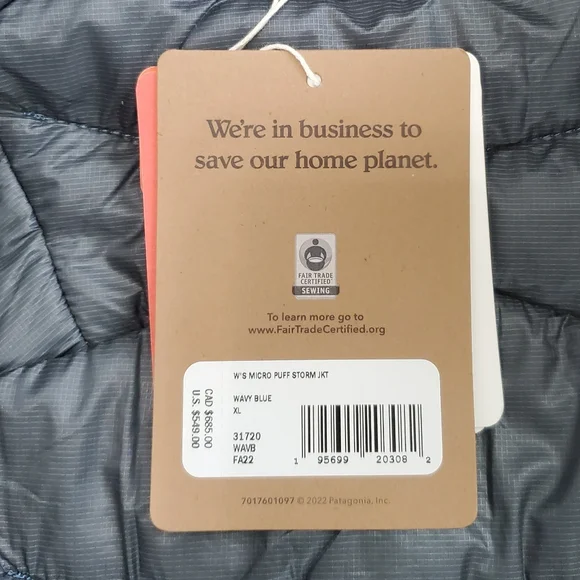 We're in business to
save our home planet.
FAIR TRADE
CERTIFIED
SEWING
To learn more go to
www.FairTradeCertified.org
W'S MICRO PUFF STORM JKT
WAVY BLUE
XL
31720
WAVB
FA22
CAD $685.00
U.S. $549.00
1 95699 20308 2
7017601097 © 2022 Patagonia, Inc.